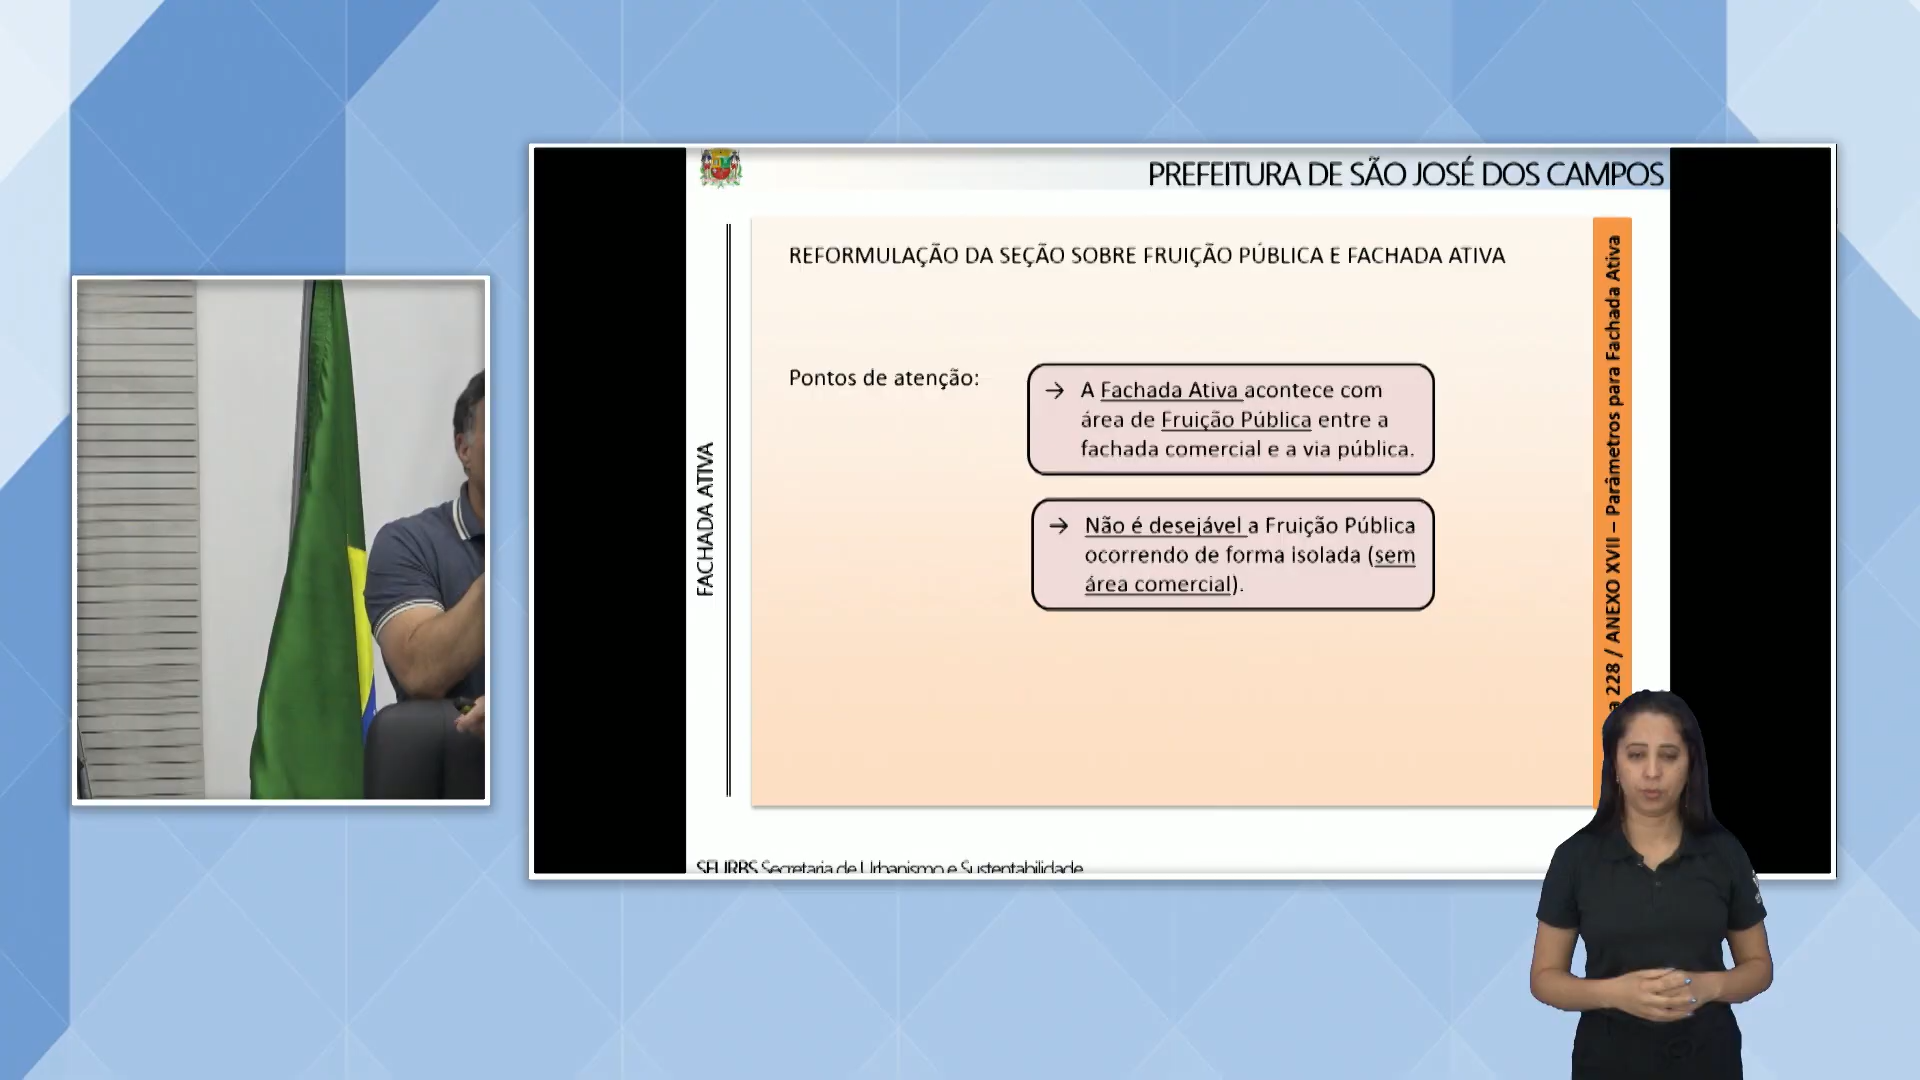 PREFEITURA DE SÃO JOSÉ DOS CAMPOS
REFORMULAÇÃO DA SEÇÃO SOBRE FRUIÇÃO PÚBLICA E FACHADA ATIVA
Pontos de atenção:
→ A Fachada Ativa acontece com
área de Fruição Pública entre a
fachada comercial e a via pública.
→ Não é desejável a Fruição Pública
ocorrendo de forma isolada (sem
área comercial).
FACHADA ATIVA
228 / ANEXO XVII – Parâmetros para Fachada Ativa
SEURBS Secretaria de Urbanismo e Sustentabilidade